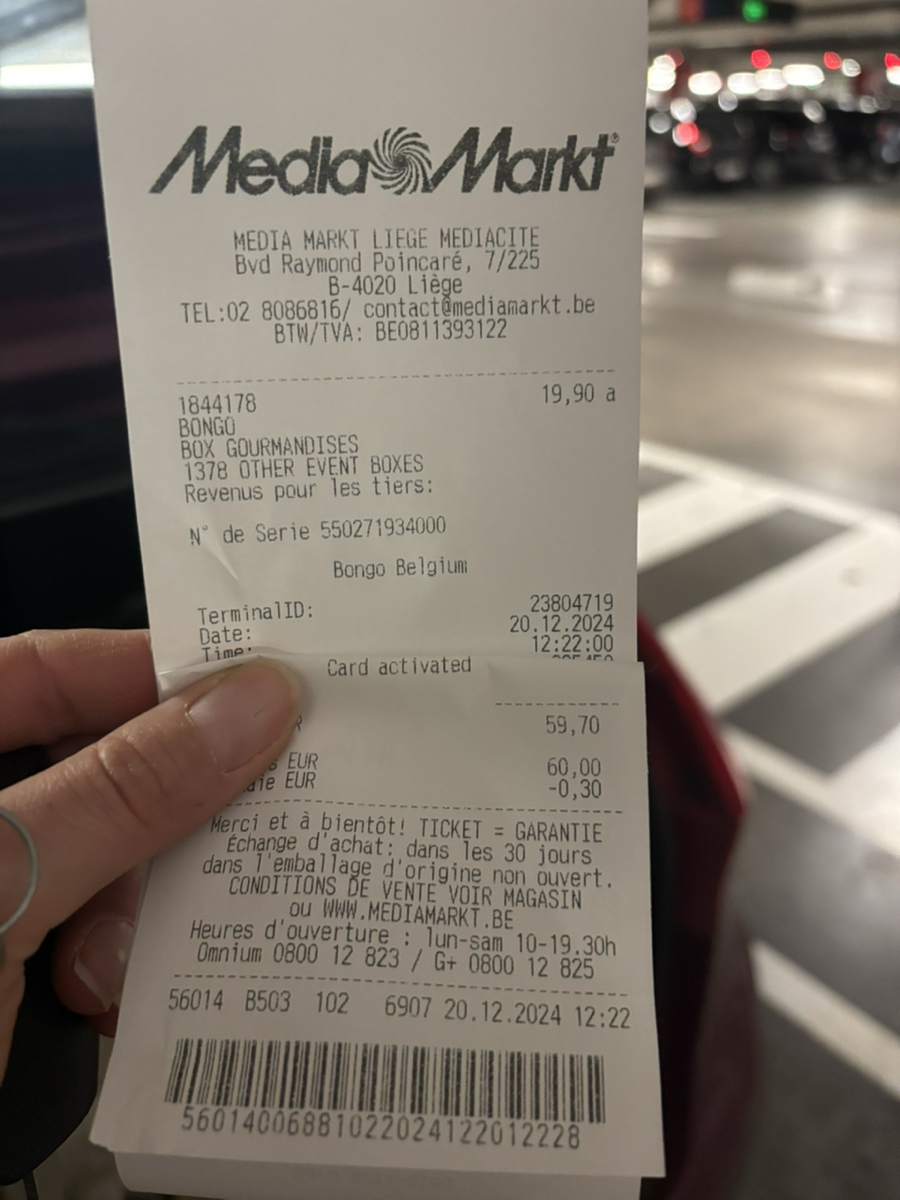 Media Markt®
MEDIA MARKT LIEGE MEDIACITE
Bvd Raymond Poincaré, 7/225
B-4020 Liège
TEL:02 8086816/ contact@mediamarkt.be
BTW/TVA: BE0811393122
1844178 19,90 a
BONGO
BOX GOURMANDISES
1378 OTHER EVENT BOXES
Revenus pour les tiers:
N° de Serie 550271934000
Bongo Belgium
TerminalID: 23804719
Date: 20.12.2024
Time: 12:22:00
Card activated
59,70
EUR 60,00
EUR -0,30
Merci et à bientôt! TICKET = GARANTIE
Échange d'achat: dans les 30 jours
dans l'emballage d'origine non ouvert.
CONDITIONS DE VENTE VOIR MAGASIN
ou WWW.MEDIAMARKT.BE
Heures d'ouverture : lun-sam 10-19.30h
Omnium 0800 12 823 / G+ 0800 12 825
56014 B503 102 6907 20.12.2024 12:22
56014006881022024122012228